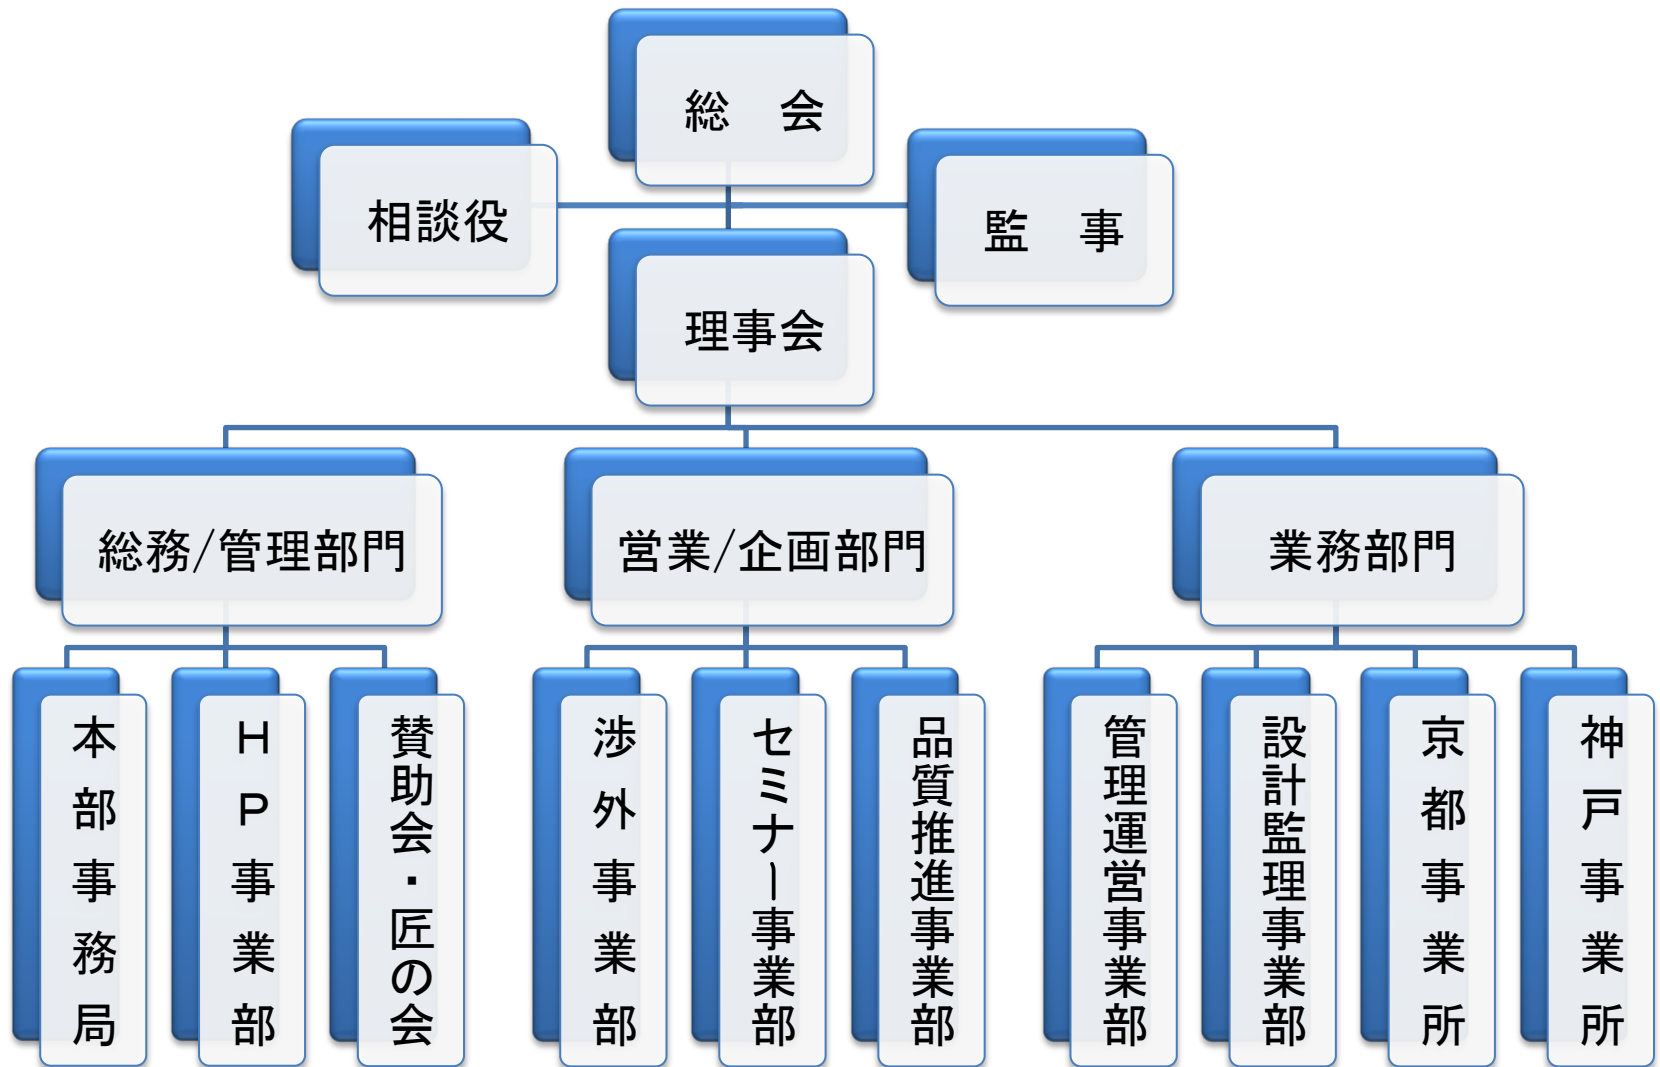 総　会
相談役
監　事
理事会
総務/管理部門
営業/企画部門
業務部門
本部事務局
ＨＰ事業部
賛助会・匠の会
渉外事業部
セミナー事業部
品質推進事業部
管理運営事業部
設計監理事業部
京都事業所
神戸事業所